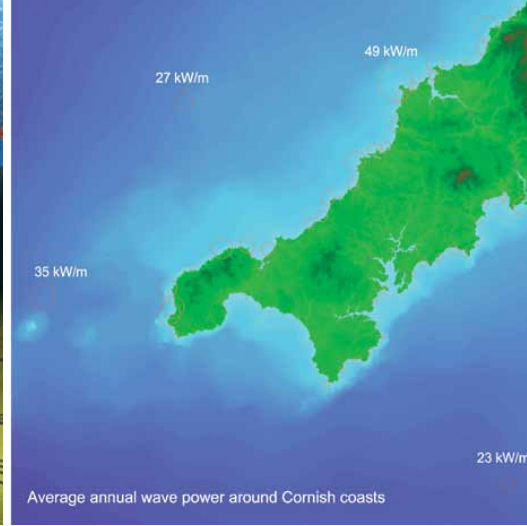 49 kW/m
27 kW/m
35 kW/m
23 kW/m
Average annual wave power around Cornish coasts